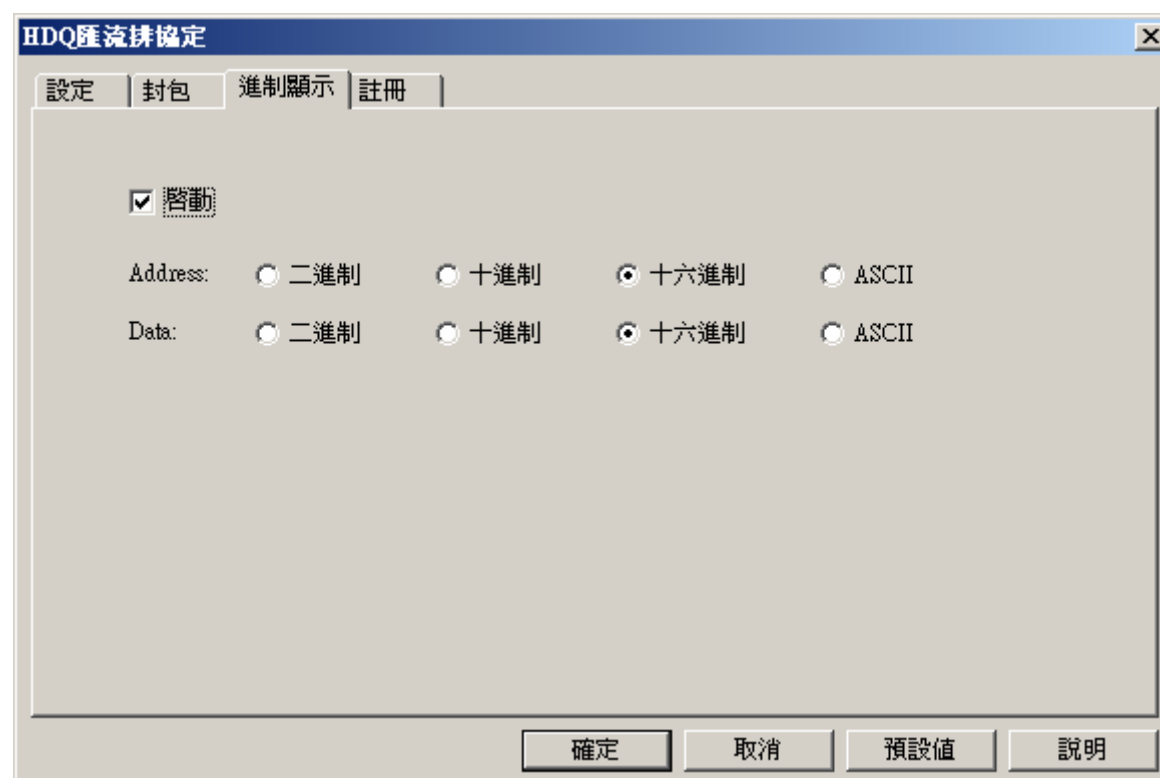 HDQ匯流排協定
設定 封包 進制顯示 註冊
啓動
Address: 二進制 十進制 十六進制 ASCII
Data: 二進制 十進制 十六進制 ASCII
確定 取消 預設值 說明